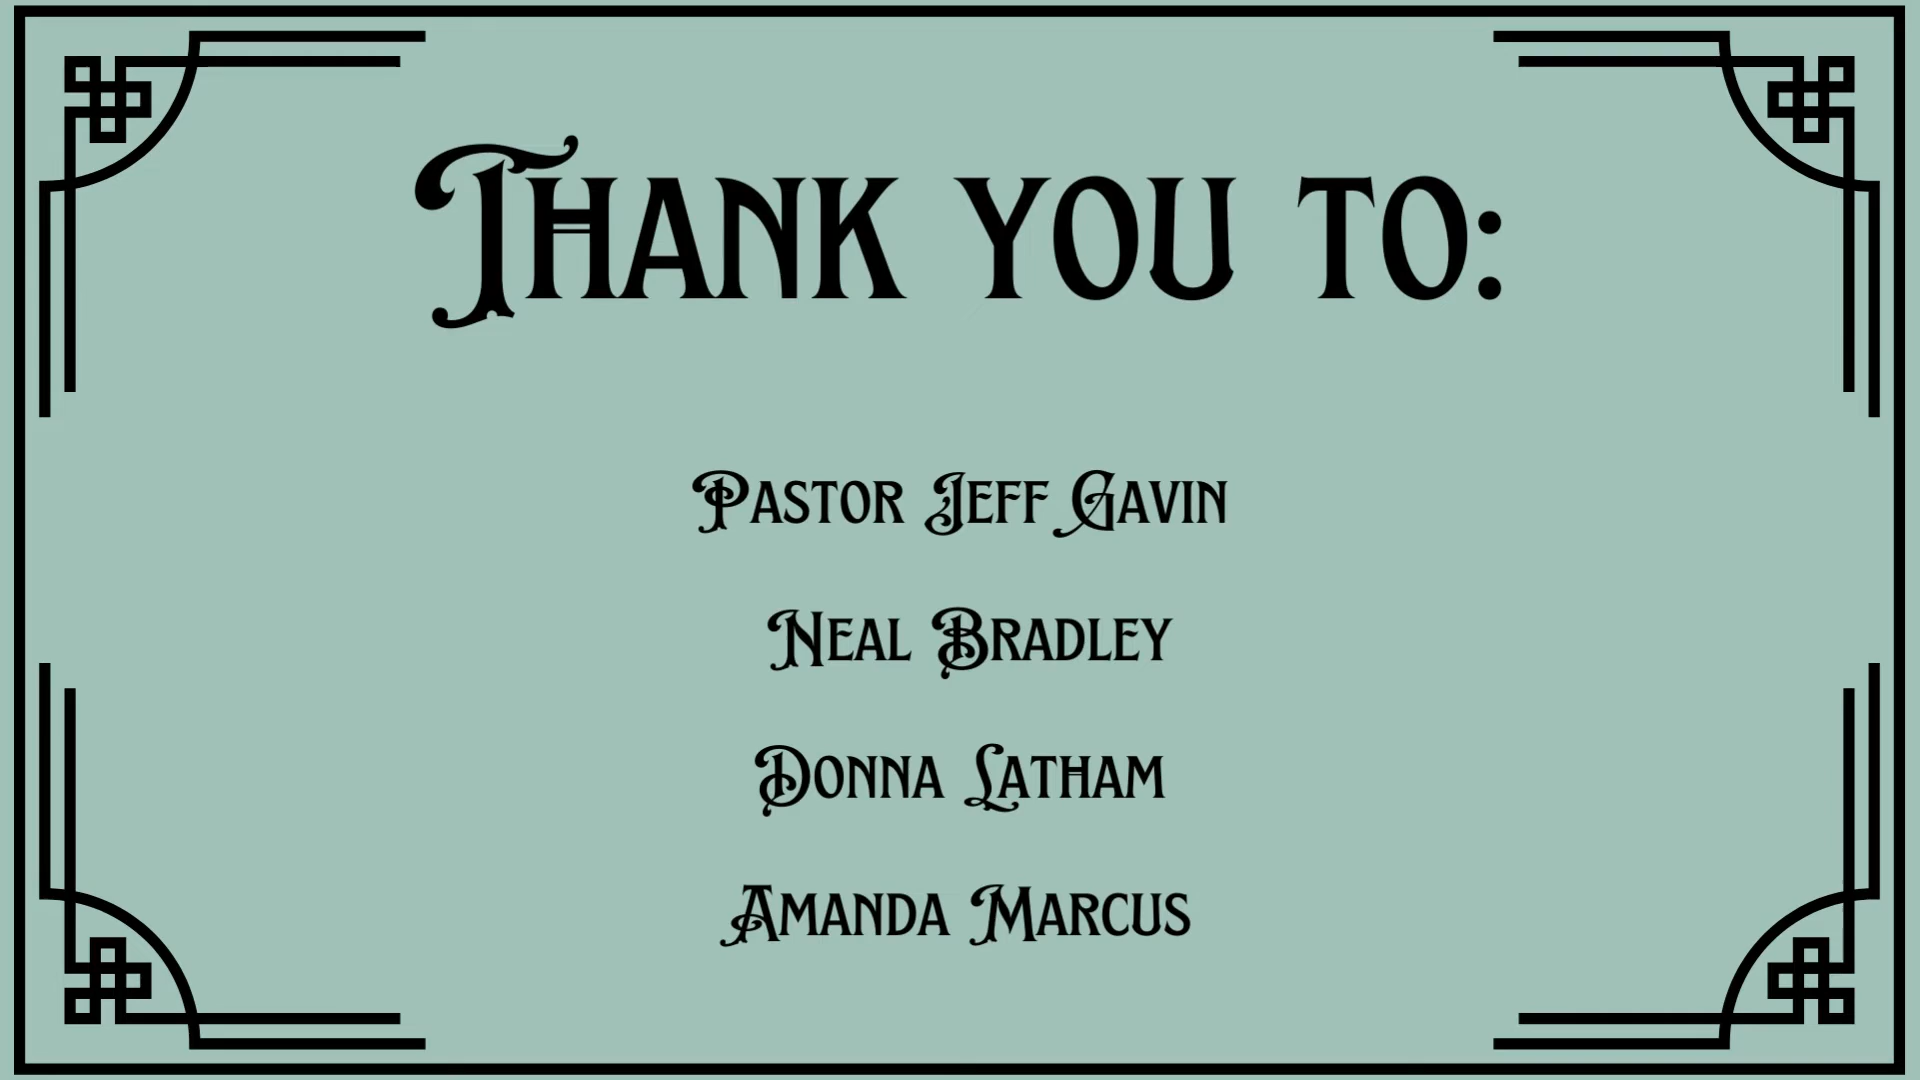 Thank you to:
Pastor Jeff Gavin
Neal Bradley
Donna Latham
Amanda Marcus